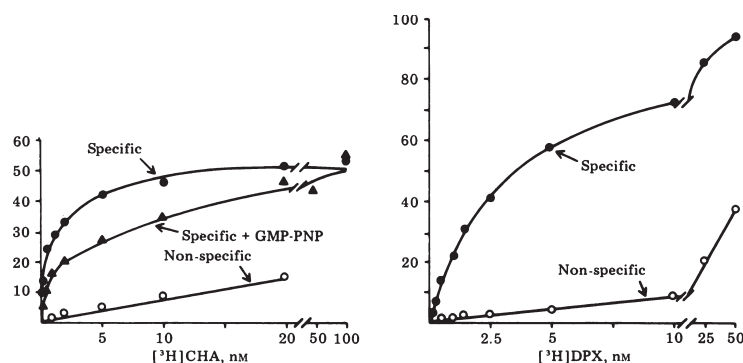 60
50
40
30
20
10
Specific
Specific + GMP-PNP
Non-specific
5 10 20 50 100
[³H]CHA, nM
100
80
60
40
20
Specific
Non-specific
2.5 5 10 25 50
[³H]DPX, nM